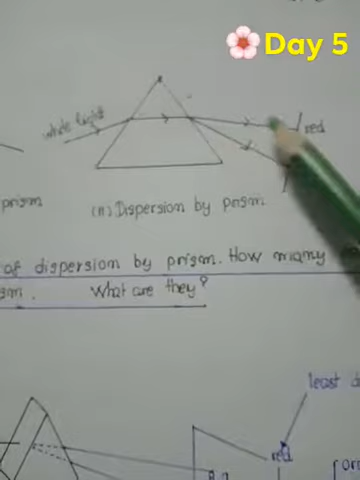 Day 5
white light
red
prism
(n) Dispersion by prism
of dispersion by prism. How many
What are they?
least
red